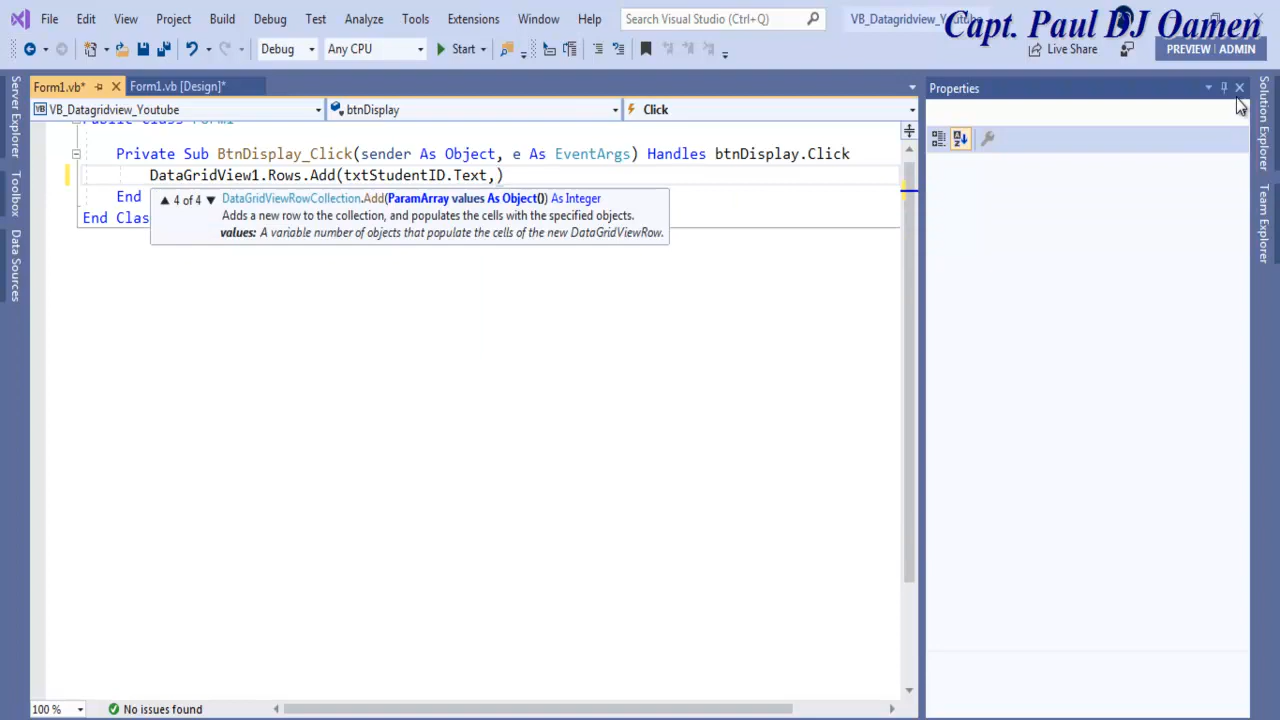 File Edit View Project Build Debug Test Analyze Tools Extensions Window Help Search Visual Studio (Ctrl+Q) VB_Datagridview_Youtube
Capt. Paul DJ Oamen
Debug Any CPU Start Live Share PREVIEW | ADMIN
Form1.vb* Form1.vb [Design]* Properties
VB_Datagridview_Youtube btnDisplay Click
Public Class Form1
Private Sub BtnDisplay_Click(sender As Object, e As EventArgs) Handles btnDisplay.Click
DataGridView1.Rows.Add(txtStudentID.Text,)
End
End Clas
4 of 4 DataGridViewRowCollection.Add(ParamArray values As Object()) As Integer
Adds a new row to the collection, and populates the cells with the specified objects.
values: A variable number of objects that populate the cells of the new DataGridViewRow.
Server Explorer
Toolbox
Data Sources
Solution Explorer
Team Explorer
100 % No issues found